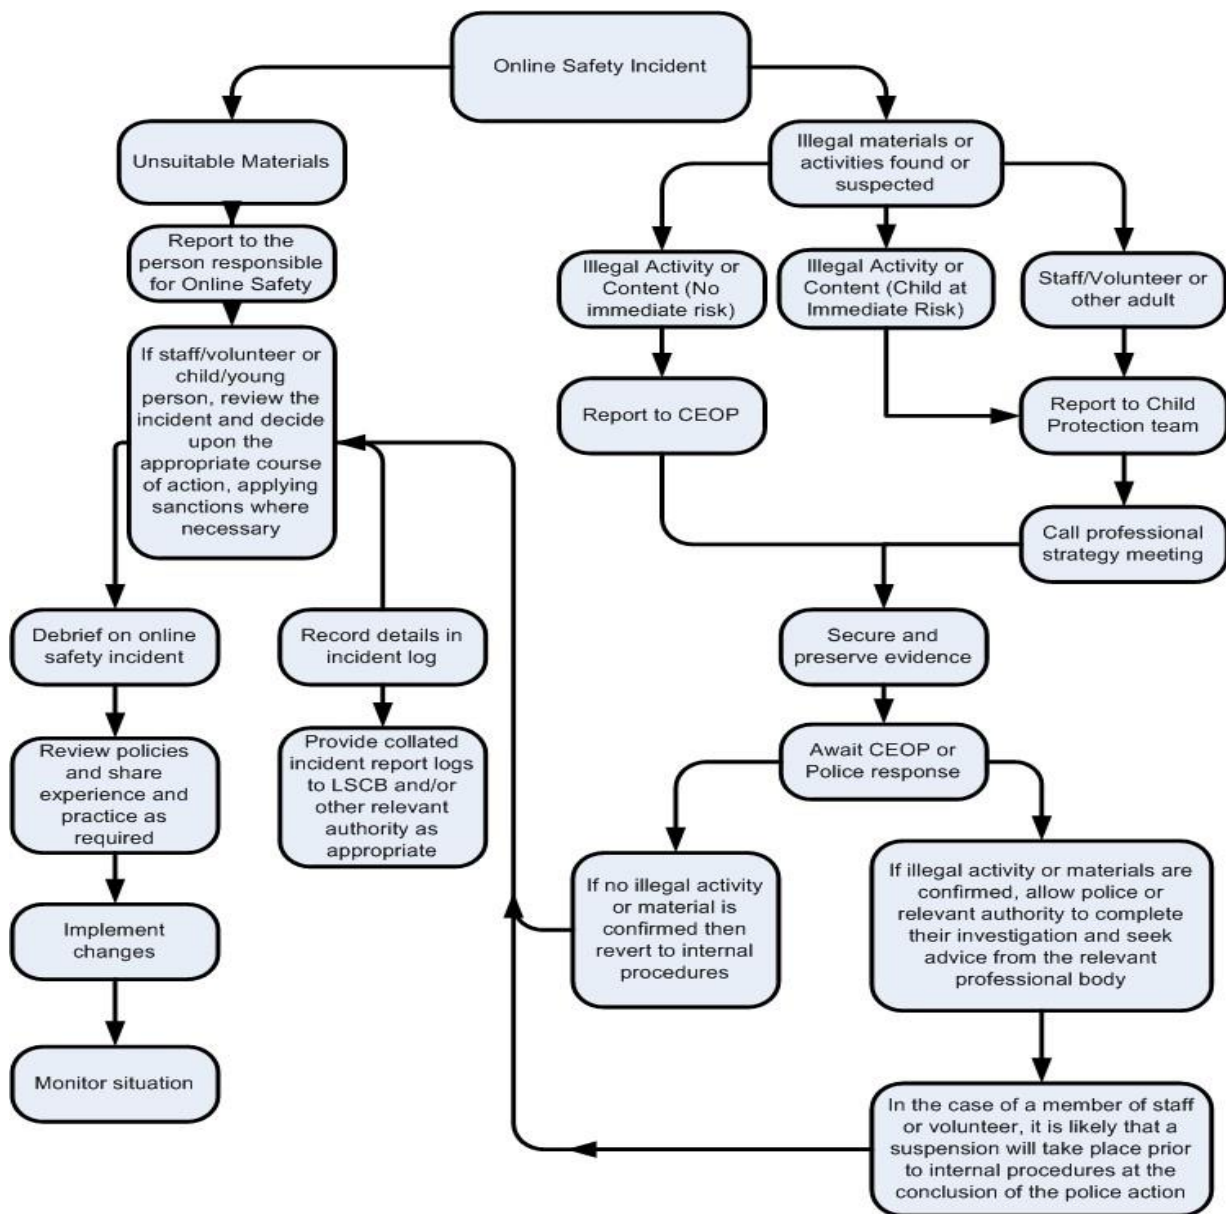 Online Safety Incident
Unsuitable Materials
Report to the
person responsible
for Online Safety
If staff/volunteer or
child/young
person, review the
incident and decide
upon the
appropriate course
of action, applying
sanctions where
necessary
Debrief on online
safety incident
Review policies
and share
experience and
practice as
required
Implement
changes
Monitor situation
Record details in
incident log
Provide collated
incident report logs
to LSCB and/or
other relevant
authority as
appropriate
Illegal materials or
activities found or
suspected
Illegal Activity or
Content (No
immediate risk)
Illegal Activity or
Content (Child at
Immediate Risk)
Staff/Volunteer or
other adult
Report to CEOP
Report to Child
Protection team
Call professional
strategy meeting
Secure and
preserve evidence
Await CEOP or
Police response
If no illegal activity
or material is
confirmed then
revert to internal
procedures
If illegal activity or materials are
confirmed, allow police or
relevant authority to complete
their investigation and seek
advice from the relevant
professional body
In the case of a member of staff
or volunteer, it is likely that a
suspension will take place prior
to internal procedures at the
conclusion of the police action